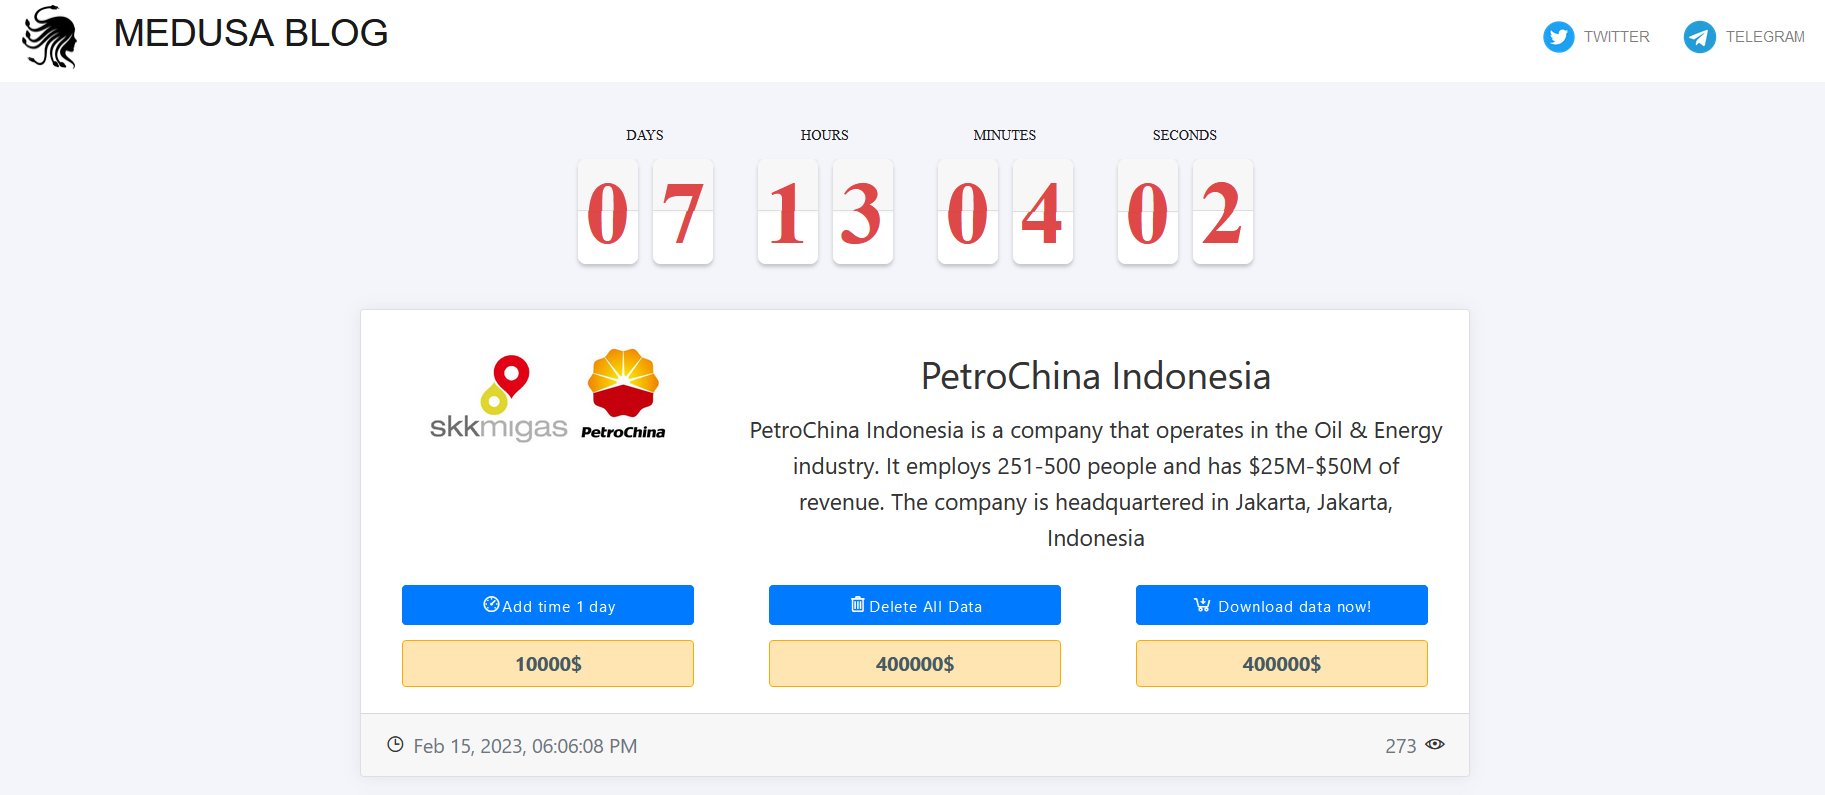 MEDUSA BLOG
TWITTER
TELEGRAM
DAYS
HOURS
MINUTES
SECONDS
07
13
04
02
skkmigas
PetroChina
PetroChina Indonesia
PetroChina Indonesia is a company that operates in the Oil & Energy
industry. It employs 251-500 people and has $25M-$50M of
revenue. The company is headquartered in Jakarta, Jakarta,
Indonesia
Add time 1 day
Delete All Data
Download data now!
10000$
400000$
400000$
Feb 15, 2023, 06:06:08 PM
273